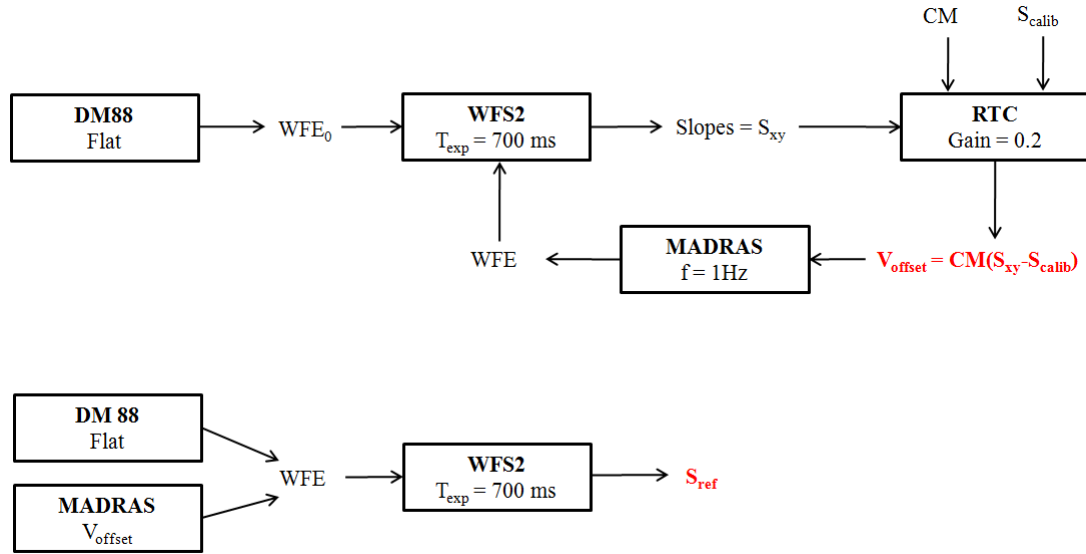 CM
S_calib
DM88
Flat
WFE_0
WFS2
T_exp = 700 ms
Slopes = S_xy
RTC
Gain = 0.2
WFE
MADRAS
f = 1Hz
V_offset = CM(S_xy-S_calib)
DM 88
Flat
MADRAS
V_offset
WFE
WFS2
T_exp = 700 ms
S_ref